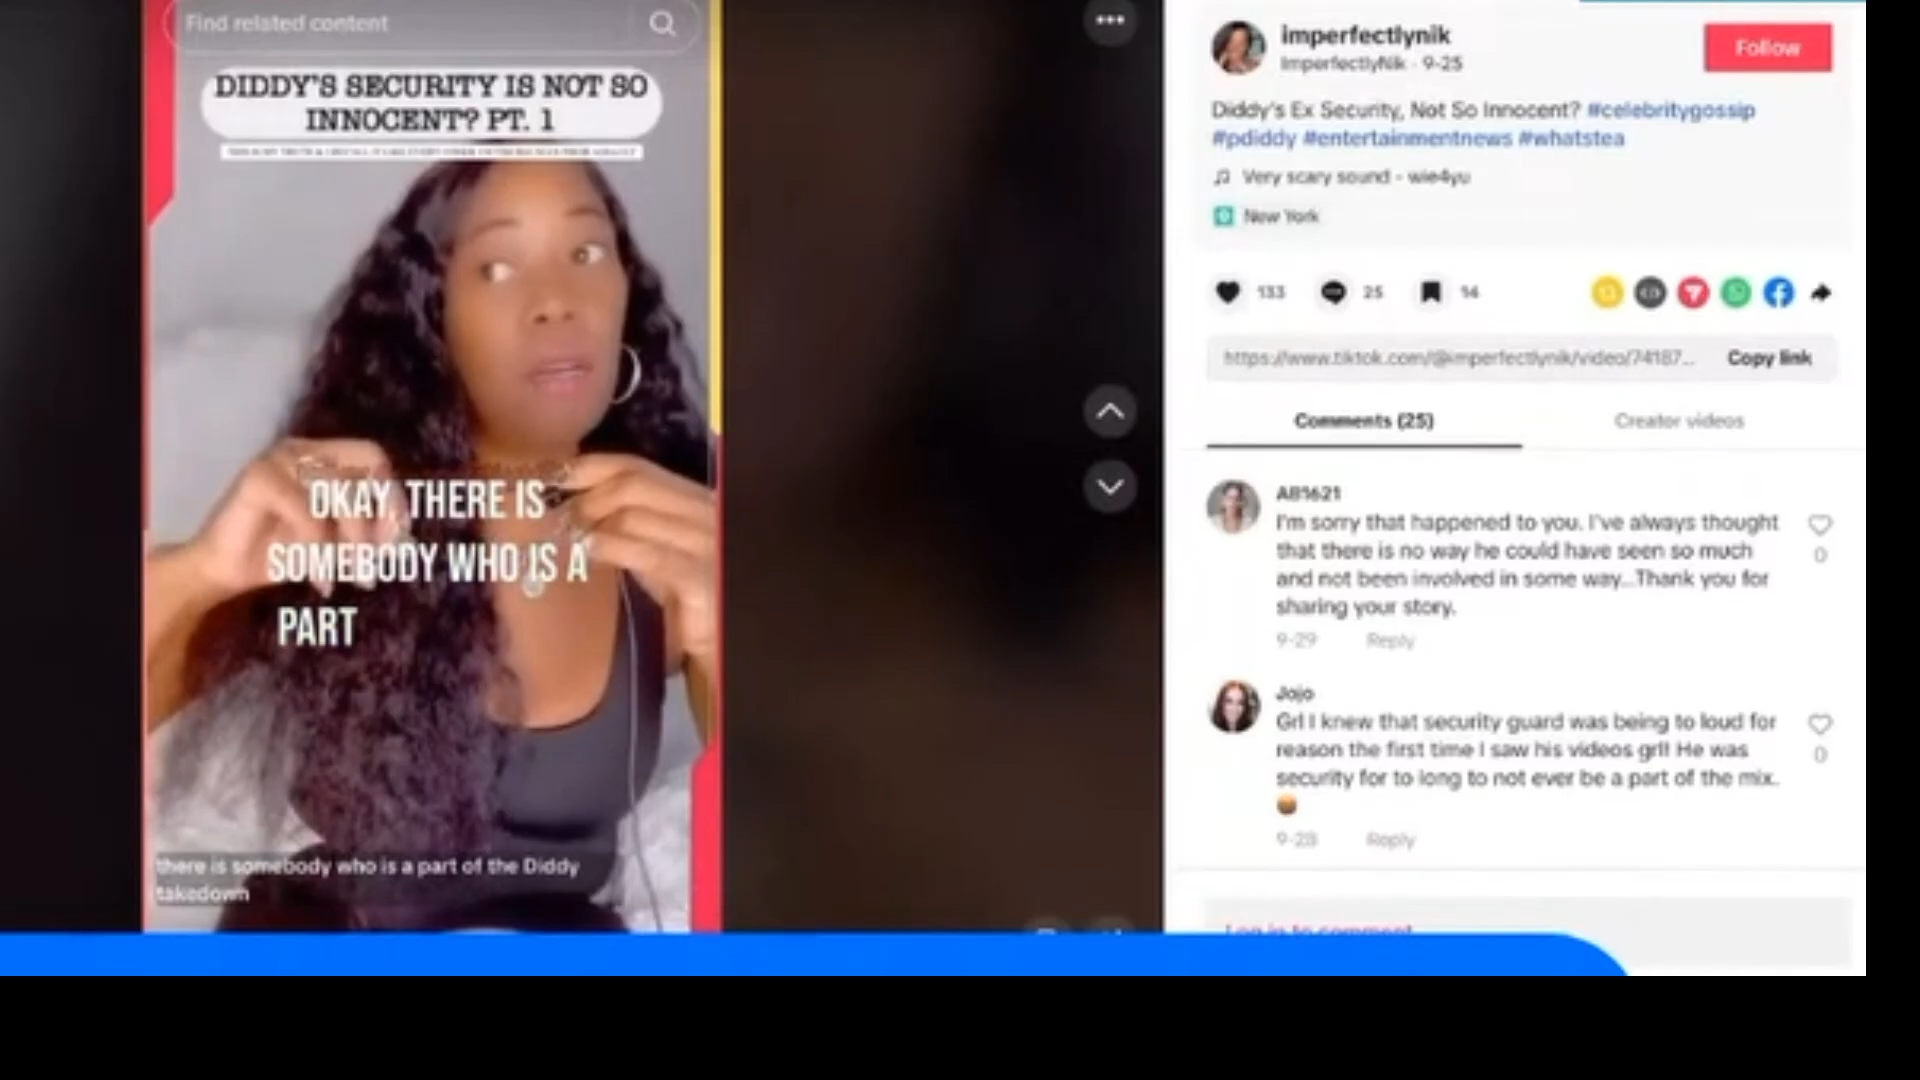 Find related content
DIDDY'S SECURITY IS NOT SO
INNOCENT? PT. 1
OKAY, THERE IS
SOMEBODY WHO IS A
PART
there is somebody who is a part of the Diddy
takedown
imperfectlynik
ImperfectlyNik · 9-25
Follow
Diddy's Ex Security, Not So Innocent? #celebritygossip
#pdiddy #entertainmentnews #whatstea
Very scary sound - wie4yu
New York
133
25
14
https://www.tiktok.com/@imperfectlynik/video/74187...
Copy link
Comments (25)
Creator videos
AB1621
I'm sorry that happened to you. I've always thought
that there is no way he could have seen so much
and not been involved in some way...Thank you for
sharing your story.
0
9-29
Reply
Jojo
Grl I knew that security guard was being to loud for
reason the first time I saw his videos grl! He was
security for to long to not ever be a part of the mix.
0
9-28
Reply
Log in to comment